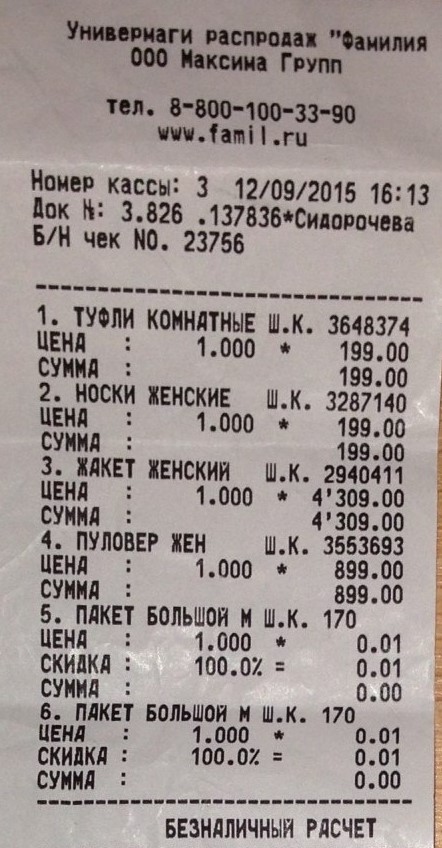 Универмаги распродаж "Фамилия
ООО Максима Групп
тел. 8-800-100-33-90
www.famil.ru
Номер кассы: 3 12/09/2015 16:13
Док №: 3.826 .137836*Сидорочева
Б/Н чек NO. 23756
1. ТУФЛИ КОМНАТНЫЕ Ш.К. 3648374
ЦЕНА : 1.000 * 199.00
СУММА : 199.00
2. НОСКИ ЖЕНСКИЕ Ш.К. 3287140
ЦЕНА : 1.000 * 199.00
СУММА : 199.00
3. ЖАКЕТ ЖЕНСКИЙ Ш.К. 2940411
ЦЕНА : 1.000 * 4'309.00
СУММА : 4'309.00
4. ПУЛОВЕР ЖЕН Ш.К. 3553693
ЦЕНА : 1.000 * 899.00
СУММА : 899.00
5. ПАКЕТ БОЛЬШОЙ М Ш.К. 170
ЦЕНА : 1.000 * 0.01
СКИДКА : 100.0% = 0.01
СУММА : 0.00
6. ПАКЕТ БОЛЬШОЙ М Ш.К. 170
ЦЕНА : 1.000 * 0.01
СКИДКА : 100.0% = 0.01
СУММА : 0.00
БЕЗНАЛИЧНЫЙ РАСЧЕТ